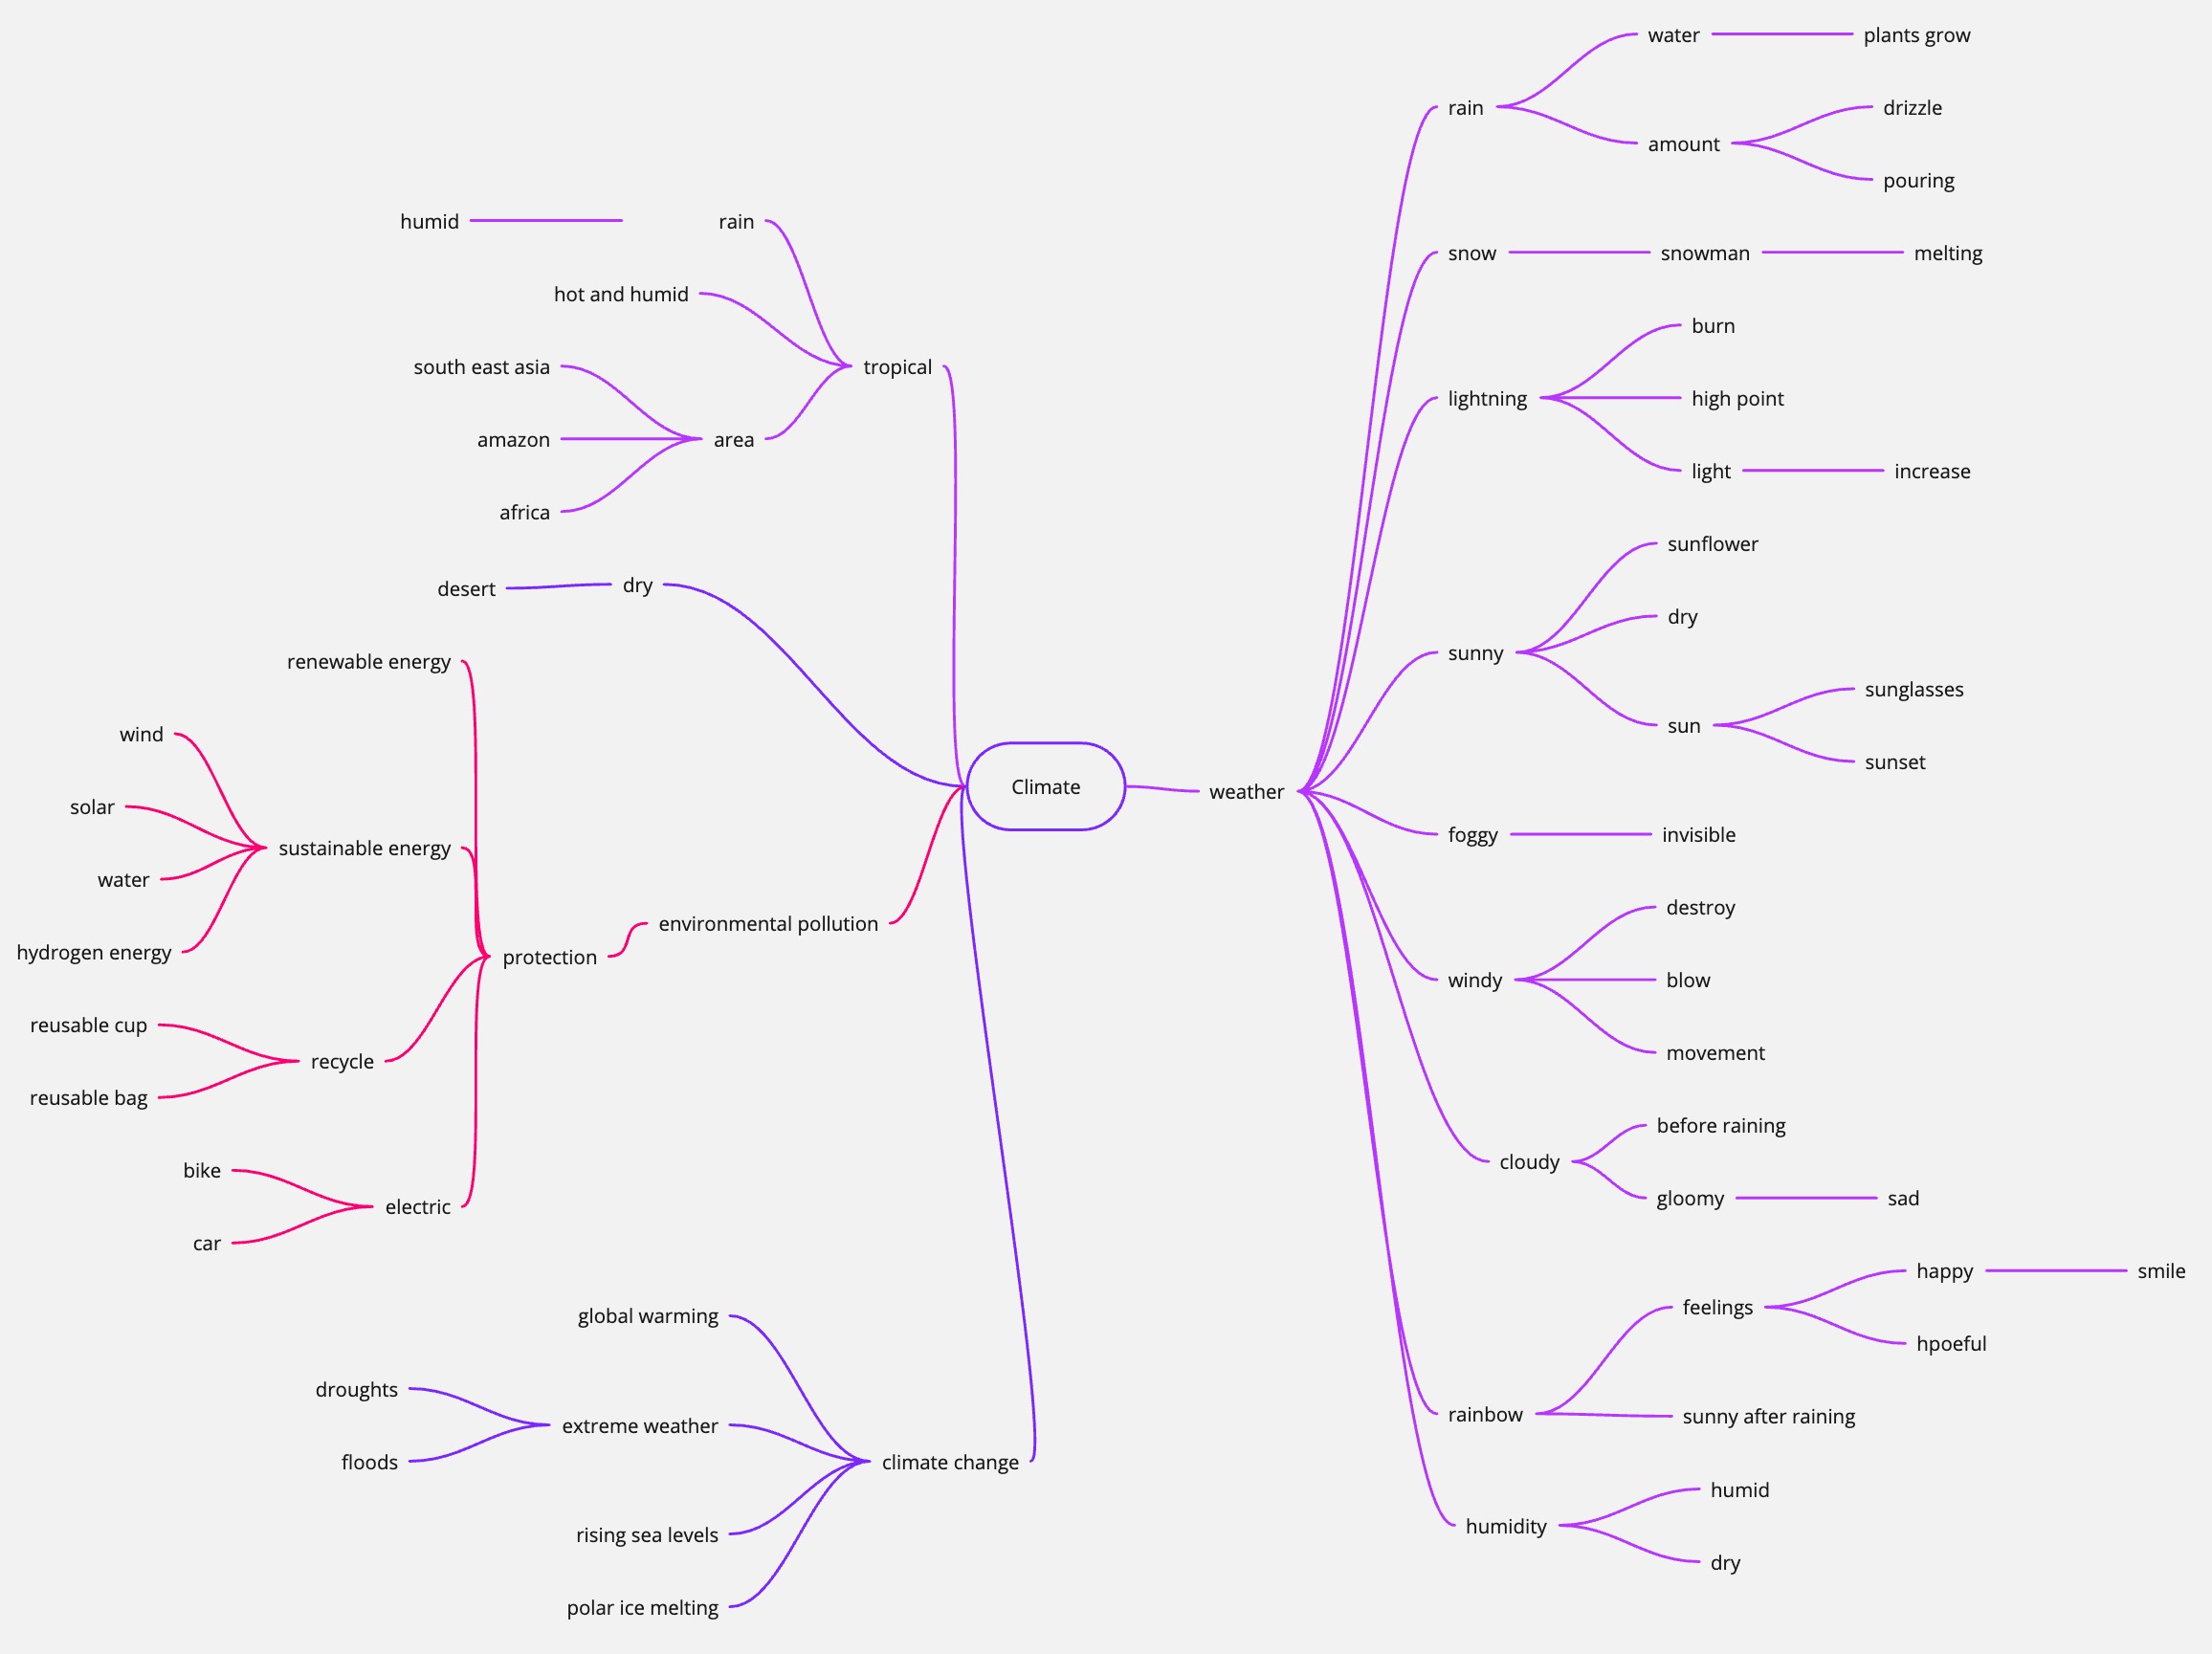 Climate
weather
rain
water
plants grow
amount
drizzle
pouring
snow
snowman
melting
lightning
burn
high point
light
increase
sunny
sunflower
dry
sun
sunglasses
sunset
foggy
invisible
windy
destroy
blow
movement
cloudy
before raining
gloomy
sad
rainbow
feelings
happy
smile
hpoeful
sunny after raining
humidity
humid
dry
tropical
rain
humid
hot and humid
area
south east asia
amazon
africa
dry
desert
environmental pollution
protection
renewable energy
sustainable energy
wind
solar
water
hydrogen energy
recycle
reusable cup
reusable bag
electric
bike
car
climate change
global warming
extreme weather
droughts
floods
rising sea levels
polar ice melting